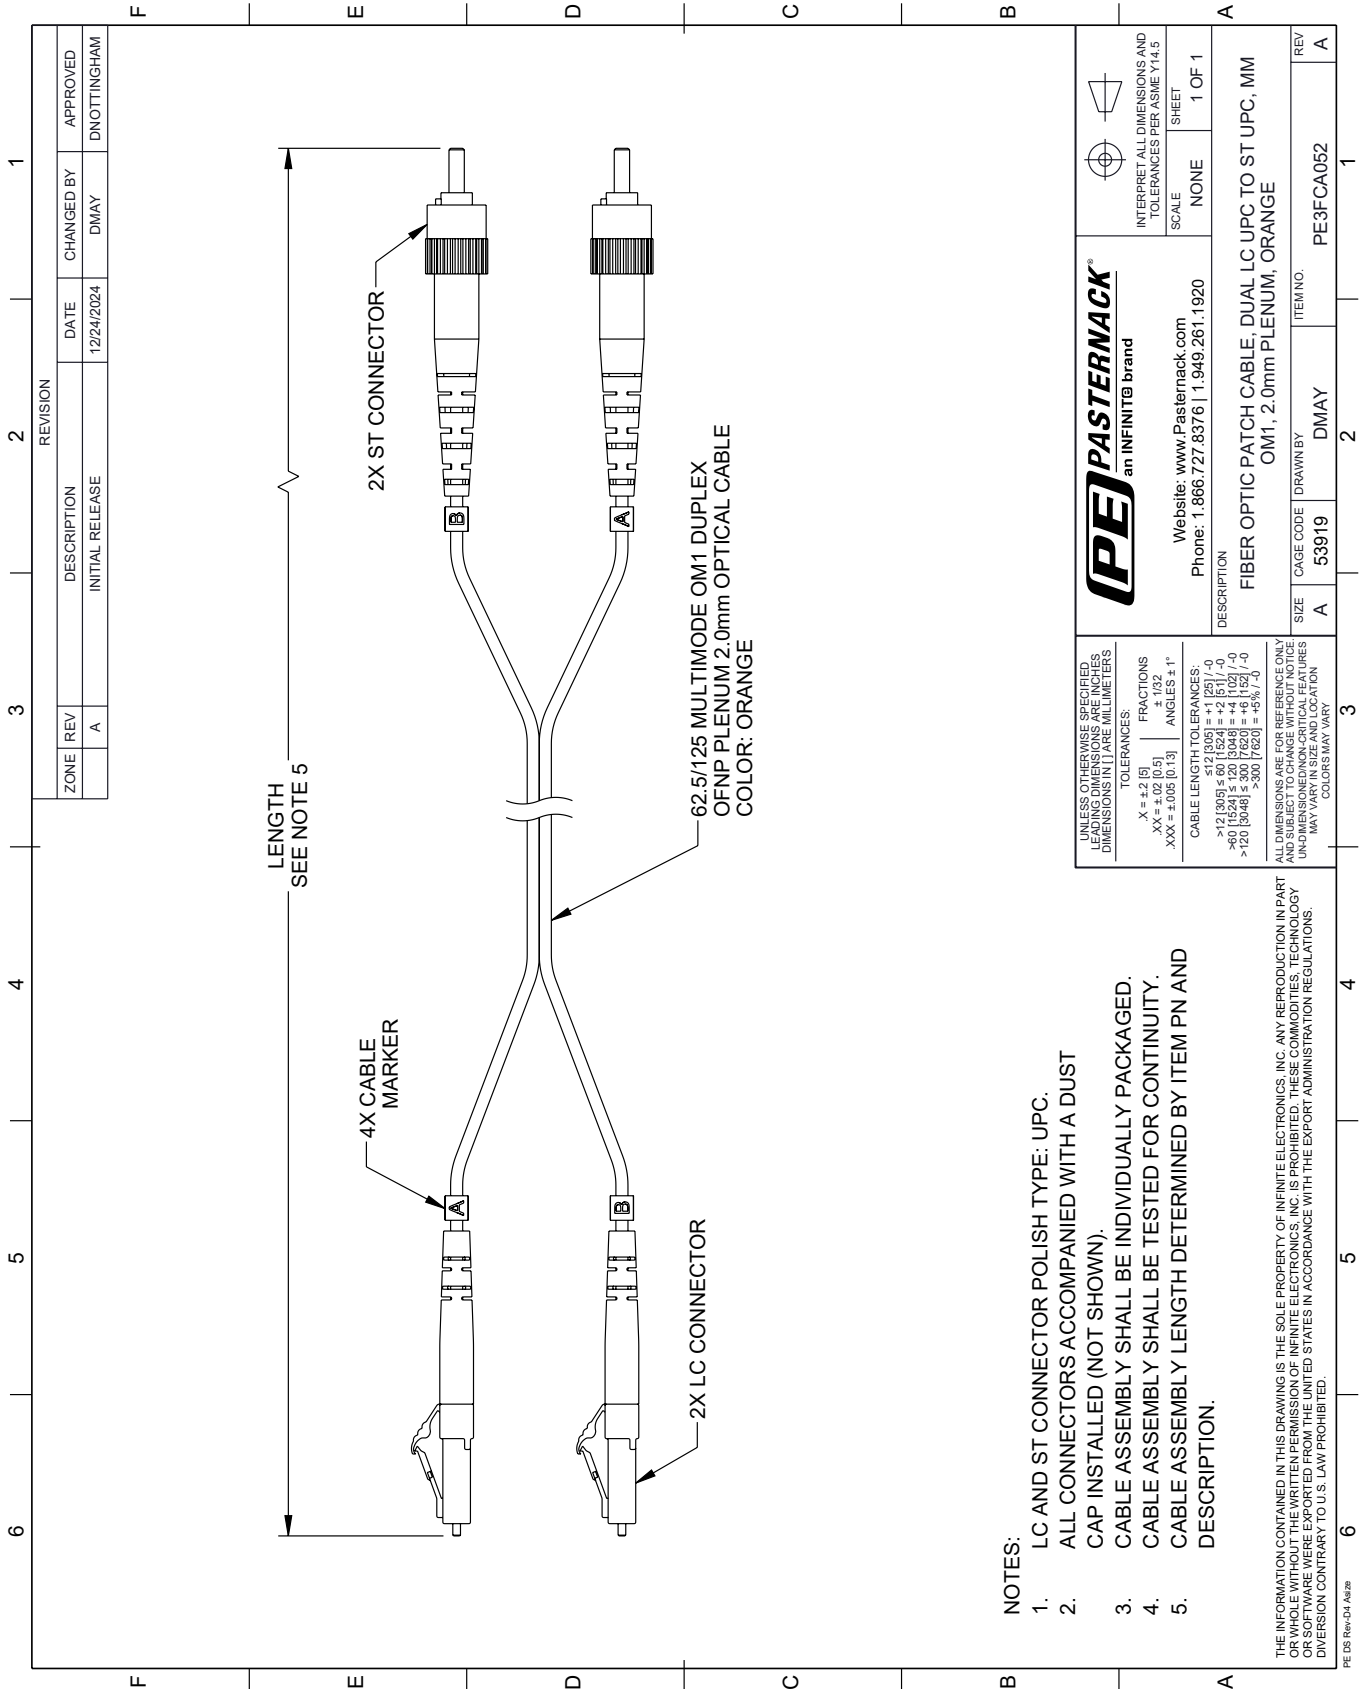 6
5
4
3
2
1
F
E
D
C
B
A
REVISION
ZONE REV DESCRIPTION DATE CHANGED BY APPROVED
A INITIAL RELEASE 12/24/2024 DMAY DNOTTINGHAM
LENGTH
SEE NOTE 5
4X CABLE
MARKER
2X ST CONNECTOR
A
B
B
A
2X LC CONNECTOR
62.5/125 MULTIMODE OM1 DUPLEX
OFNP PLENUM 2.0mm OPTICAL CABLE
COLOR: ORANGE
NOTES:
1. LC AND ST CONNECTOR POLISH TYPE: UPC.
2. ALL CONNECTORS ACCOMPANIED WITH A DUST
CAP INSTALLED (NOT SHOWN).
3. CABLE ASSEMBLY SHALL BE INDIVIDUALLY PACKAGED.
4. CABLE ASSEMBLY SHALL BE TESTED FOR CONTINUITY.
5. CABLE ASSEMBLY LENGTH DETERMINED BY ITEM PN AND
DESCRIPTION.
THE INFORMATION CONTAINED IN THIS DRAWING IS THE SOLE PROPERTY OF INFINITE ELECTRONICS, INC. ANY REPRODUCTION IN PART
OR WHOLE WITHOUT THE WRITTEN PERMISSION OF INFINITE ELECTRONICS, INC. IS PROHIBITED. THESE COMMODITIES, TECHNOLOGY
OR SOFTWARE WERE EXPORTED FROM THE UNITED STATES IN ACCORDANCE WITH THE EXPORT ADMINISTRATION REGULATIONS.
DIVERSION CONTRARY TO U.S. LAW PROHIBITED.
UNLESS OTHERWISE SPECIFIED
LEADING DIMENSIONS ARE INCHES
DIMENSIONS IN [ ] ARE MILLIMETERS
TOLERANCES:
.X = ±.2 [5] FRACTIONS
.XX = ±.02 [0.5] ± 1/32
.XXX = ±.005 [0.13] ANGLES ± 1°
CABLE LENGTH TOLERANCES:
≤12 [305] = +1 [25] / -0
>12 [305] ≤ 60 [1524] = +2 [51] / -0
>60 [1524] ≤ 120 [3048] = +4 [102] / -0
>120 [3048] ≤ 300 [7620] = +6 [152] / -0
>300 [7620] = +5% / -0
ALL DIMENSIONS ARE FOR REFERENCE ONLY
AND SUBJECT TO CHANGE WITHOUT NOTICE.
UN-DIMENSIONED/NON-CRITICAL FEATURES
MAY VARY IN SIZE AND LOCATION
COLORS MAY VARY
PE PASTERNACK®
an INFINIT@ brand
Website: www.Pasternack.com
Phone: 1.866.727.8376 | 1.949.261.1920
INTERPRET ALL DIMENSIONS AND
TOLERANCES PER ASME Y14.5
SCALE SHEET
NONE 1 OF 1
DESCRIPTION
FIBER OPTIC PATCH CABLE, DUAL LC UPC TO ST UPC, MM
OM1, 2.0mm PLENUM, ORANGE
SIZE CAGE CODE DRAWN BY ITEM NO. REV
A 53919 DMAY PE3FCA052 A
F
E
D
C
B
A
6
5
4
3
2
1
PE DS Rev-D4 Asize